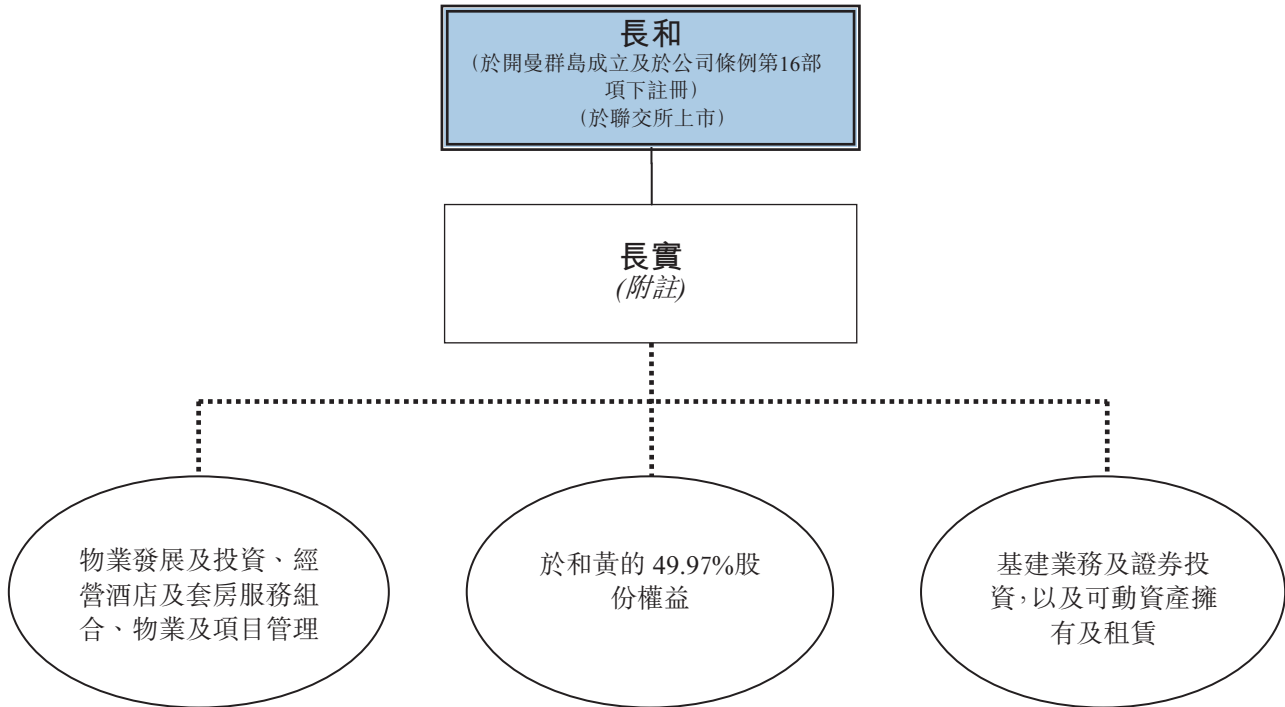 長和
(於開曼群島成立及於公司條例第16部
項下註冊)
(於聯交所上市)
長實
(附註)
物業發展及投資、經
營酒店及套房服務組
合、物業及項目管理
於和黃的 49.97%股
份權益
基建業務及證券投
資,以及可動資產擁
有及租賃